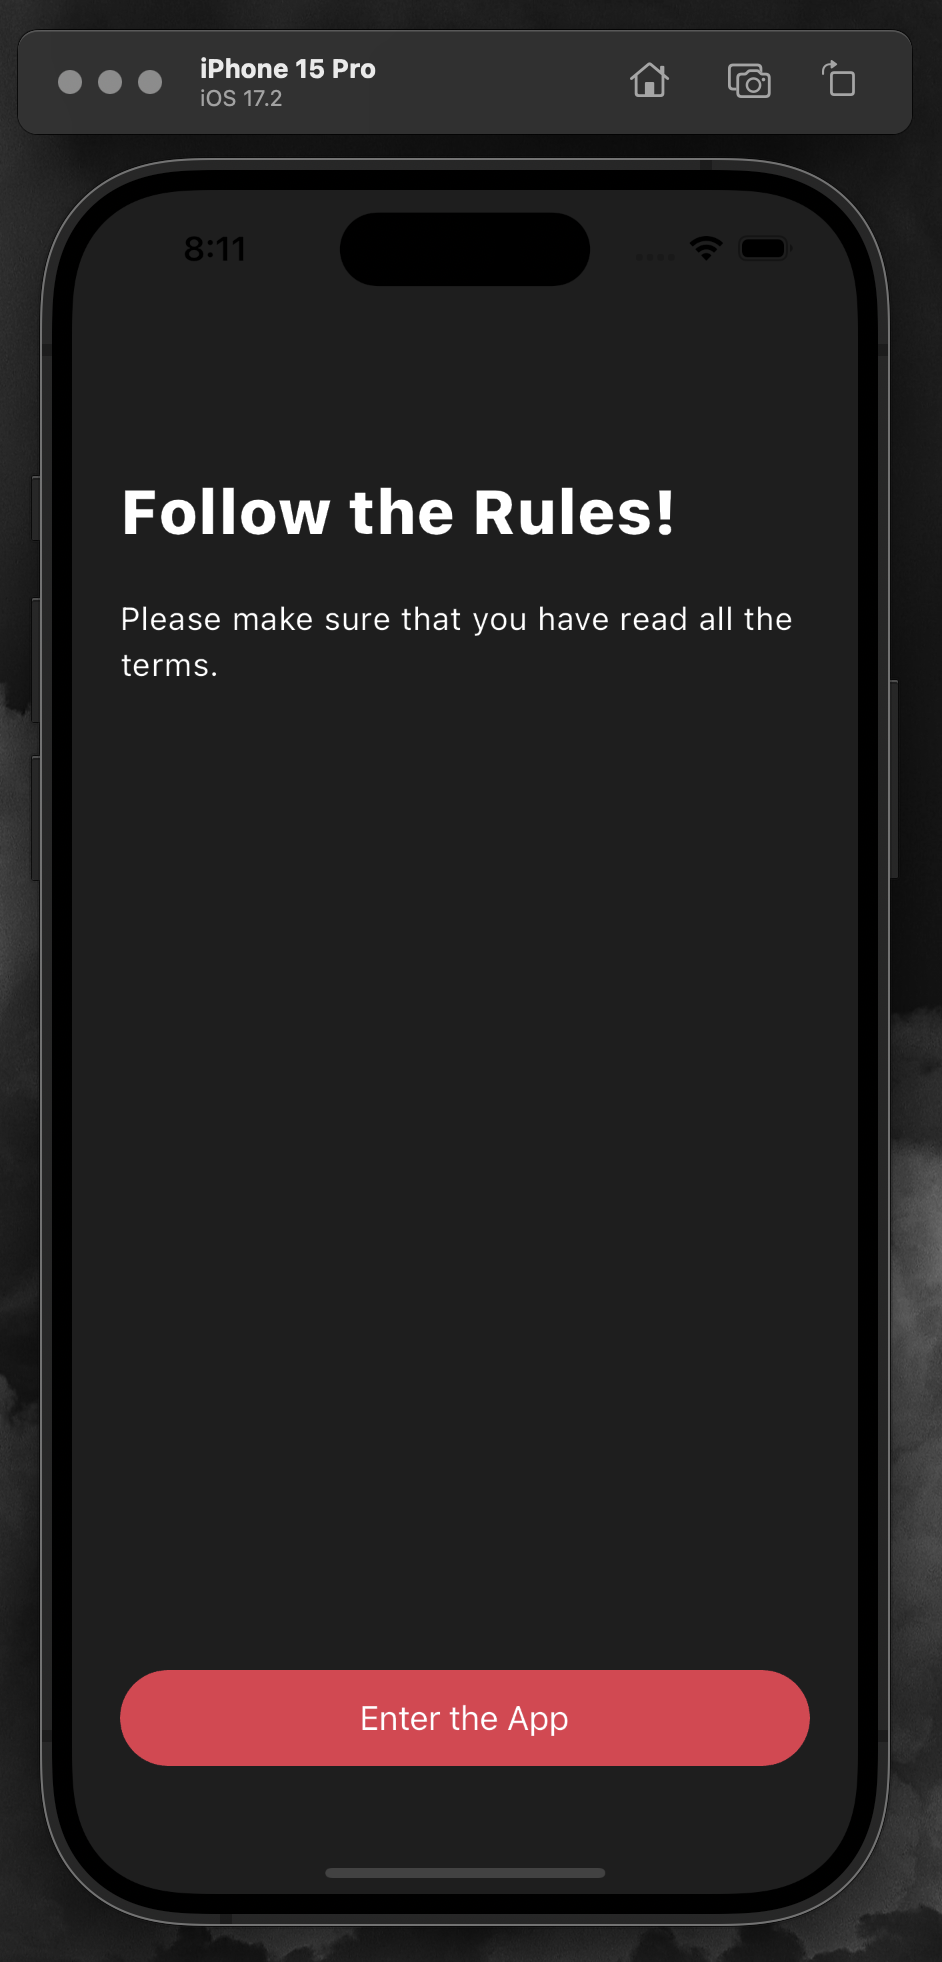 iPhone 15 Pro
iOS 17.2
8:11
Follow the Rules!
Please make sure that you have read all the
terms.
Enter the App